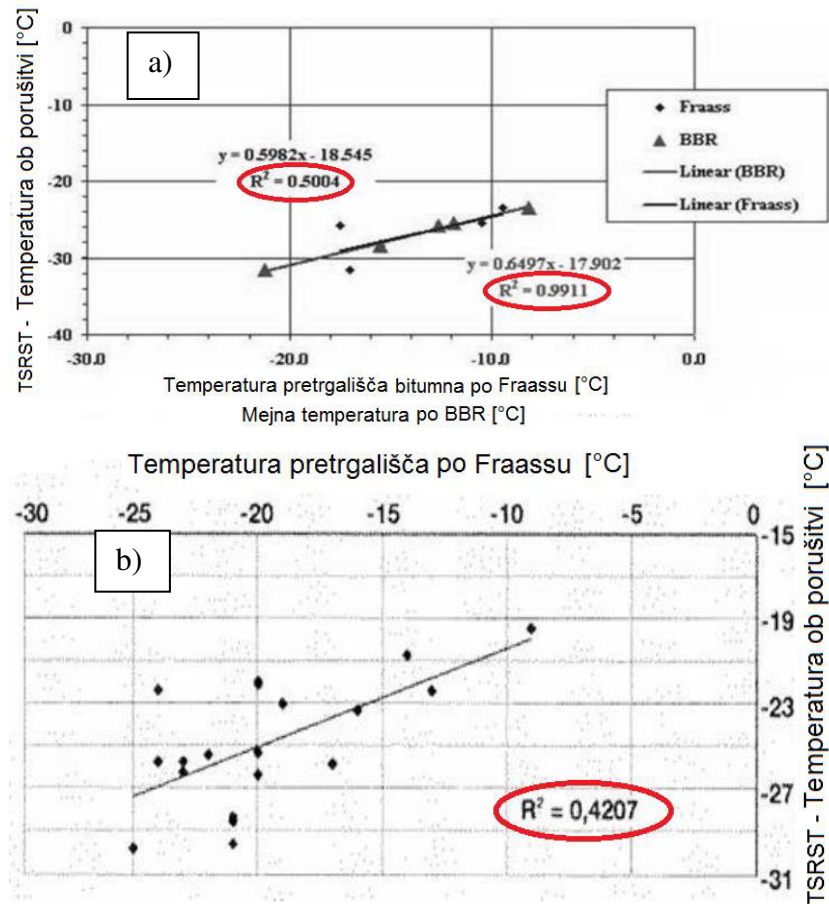 TSRST - Temperatura ob porušitvi [°C]
a)
0
-10
-20
-30
-40
y = 0.5982x - 18.545
R² = 0.5004
Fraass
BBR
Linear (BBR)
Linear (Fraass)
y = 0.6497x - 17.902
R² = 0.9911
-30.0
-20.0
-10.0
0.0
Temperatura pretrgališča bitumna po Fraassu [°C]
Mejna temperatura po BBR [°C]
Temperatura pretrgališča po Fraassu [°C]
-30
-25
-20
-15
-10
-5
0
b)
-15
-19
-23
-27
-31
R² = 0,4207
TSRST - Temperatura ob porušitvi [°C]